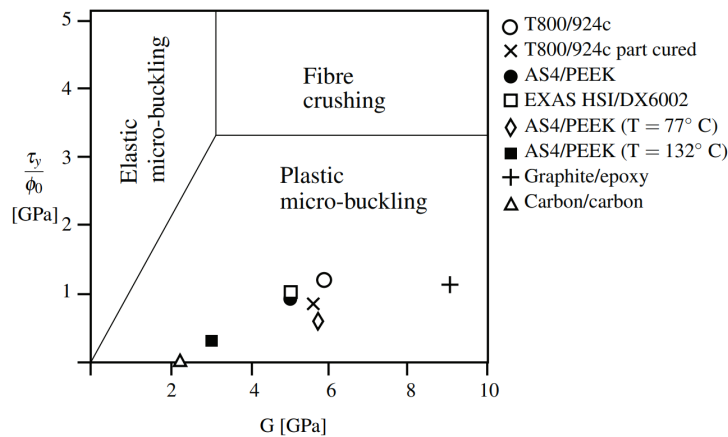 5
4
3
2
1
τy
ϕ0
[GPa]
Elastic
micro-buckling
Fibre
crushing
Plastic
micro-buckling
2
4
6
8
10
G [GPa]
T800/924c
T800/924c part cured
AS4/PEEK
EXAS HSI/DX6002
AS4/PEEK (T = 77° C)
AS4/PEEK (T = 132° C)
Graphite/epoxy
Carbon/carbon